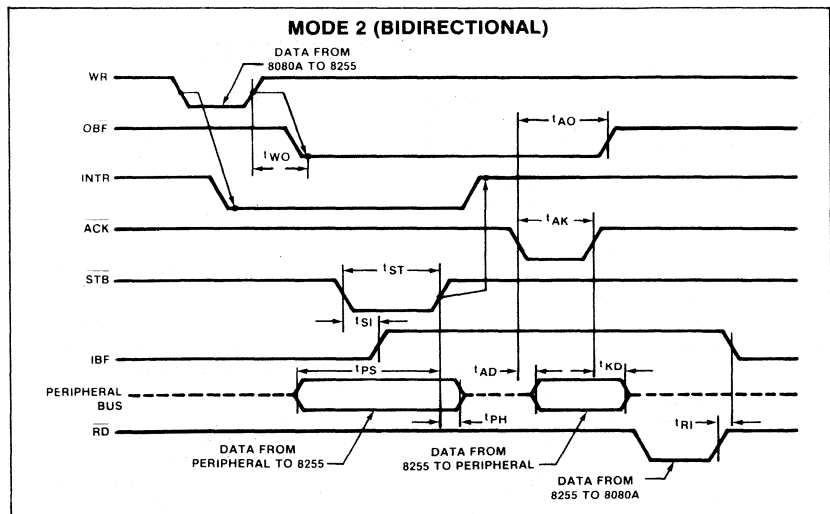 MODE 2 (BIDIRECTIONAL)
DATA FROM
8080A TO 8255
WR
OBF
tAO
tWO
INTR
ACK
tAK
STB
tST
tSI
IBF
tPS
tAD
tKD
PERIPHERAL
BUS
tPH
RD
tRI
DATA FROM
PERIPHERAL TO 8255
DATA FROM
8255 TO PERIPHERAL
DATA FROM
8255 TO 8080A